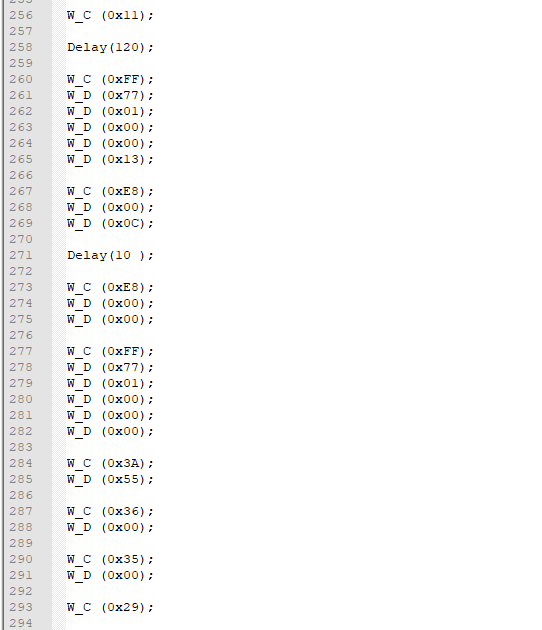 256 W_C (0x11);
257
258 Delay(120);
259
260 W_C (0xFF);
261 W_D (0x77);
262 W_D (0x01);
263 W_D (0x00);
264 W_D (0x00);
265 W_D (0x13);
266
267 W_C (0xE8);
268 W_D (0x00);
269 W_D (0x0C);
270
271 Delay(10 );
272
273 W_C (0xE8);
274 W_D (0x00);
275 W_D (0x00);
276
277 W_C (0xFF);
278 W_D (0x77);
279 W_D (0x01);
280 W_D (0x00);
281 W_D (0x00);
282 W_D (0x00);
283
284 W_C (0x3A);
285 W_D (0x55);
286
287 W_C (0x36);
288 W_D (0x00);
289
290 W_C (0x35);
291 W_D (0x00);
292
293 W_C (0x29);
294